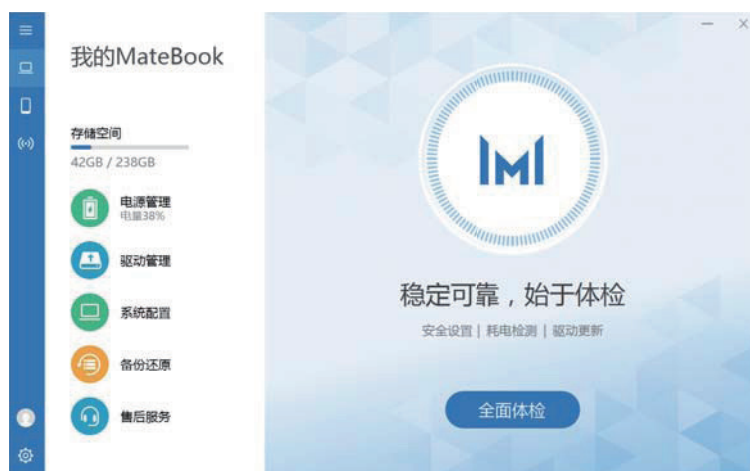 我的MateBook
存储空间
42GB / 238GB
电源管理
电量38%
驱动管理
系统配置
备份还原
售后服务
稳定可靠，始于体检
安全设置 | 耗电检测 | 驱动更新
全面体检